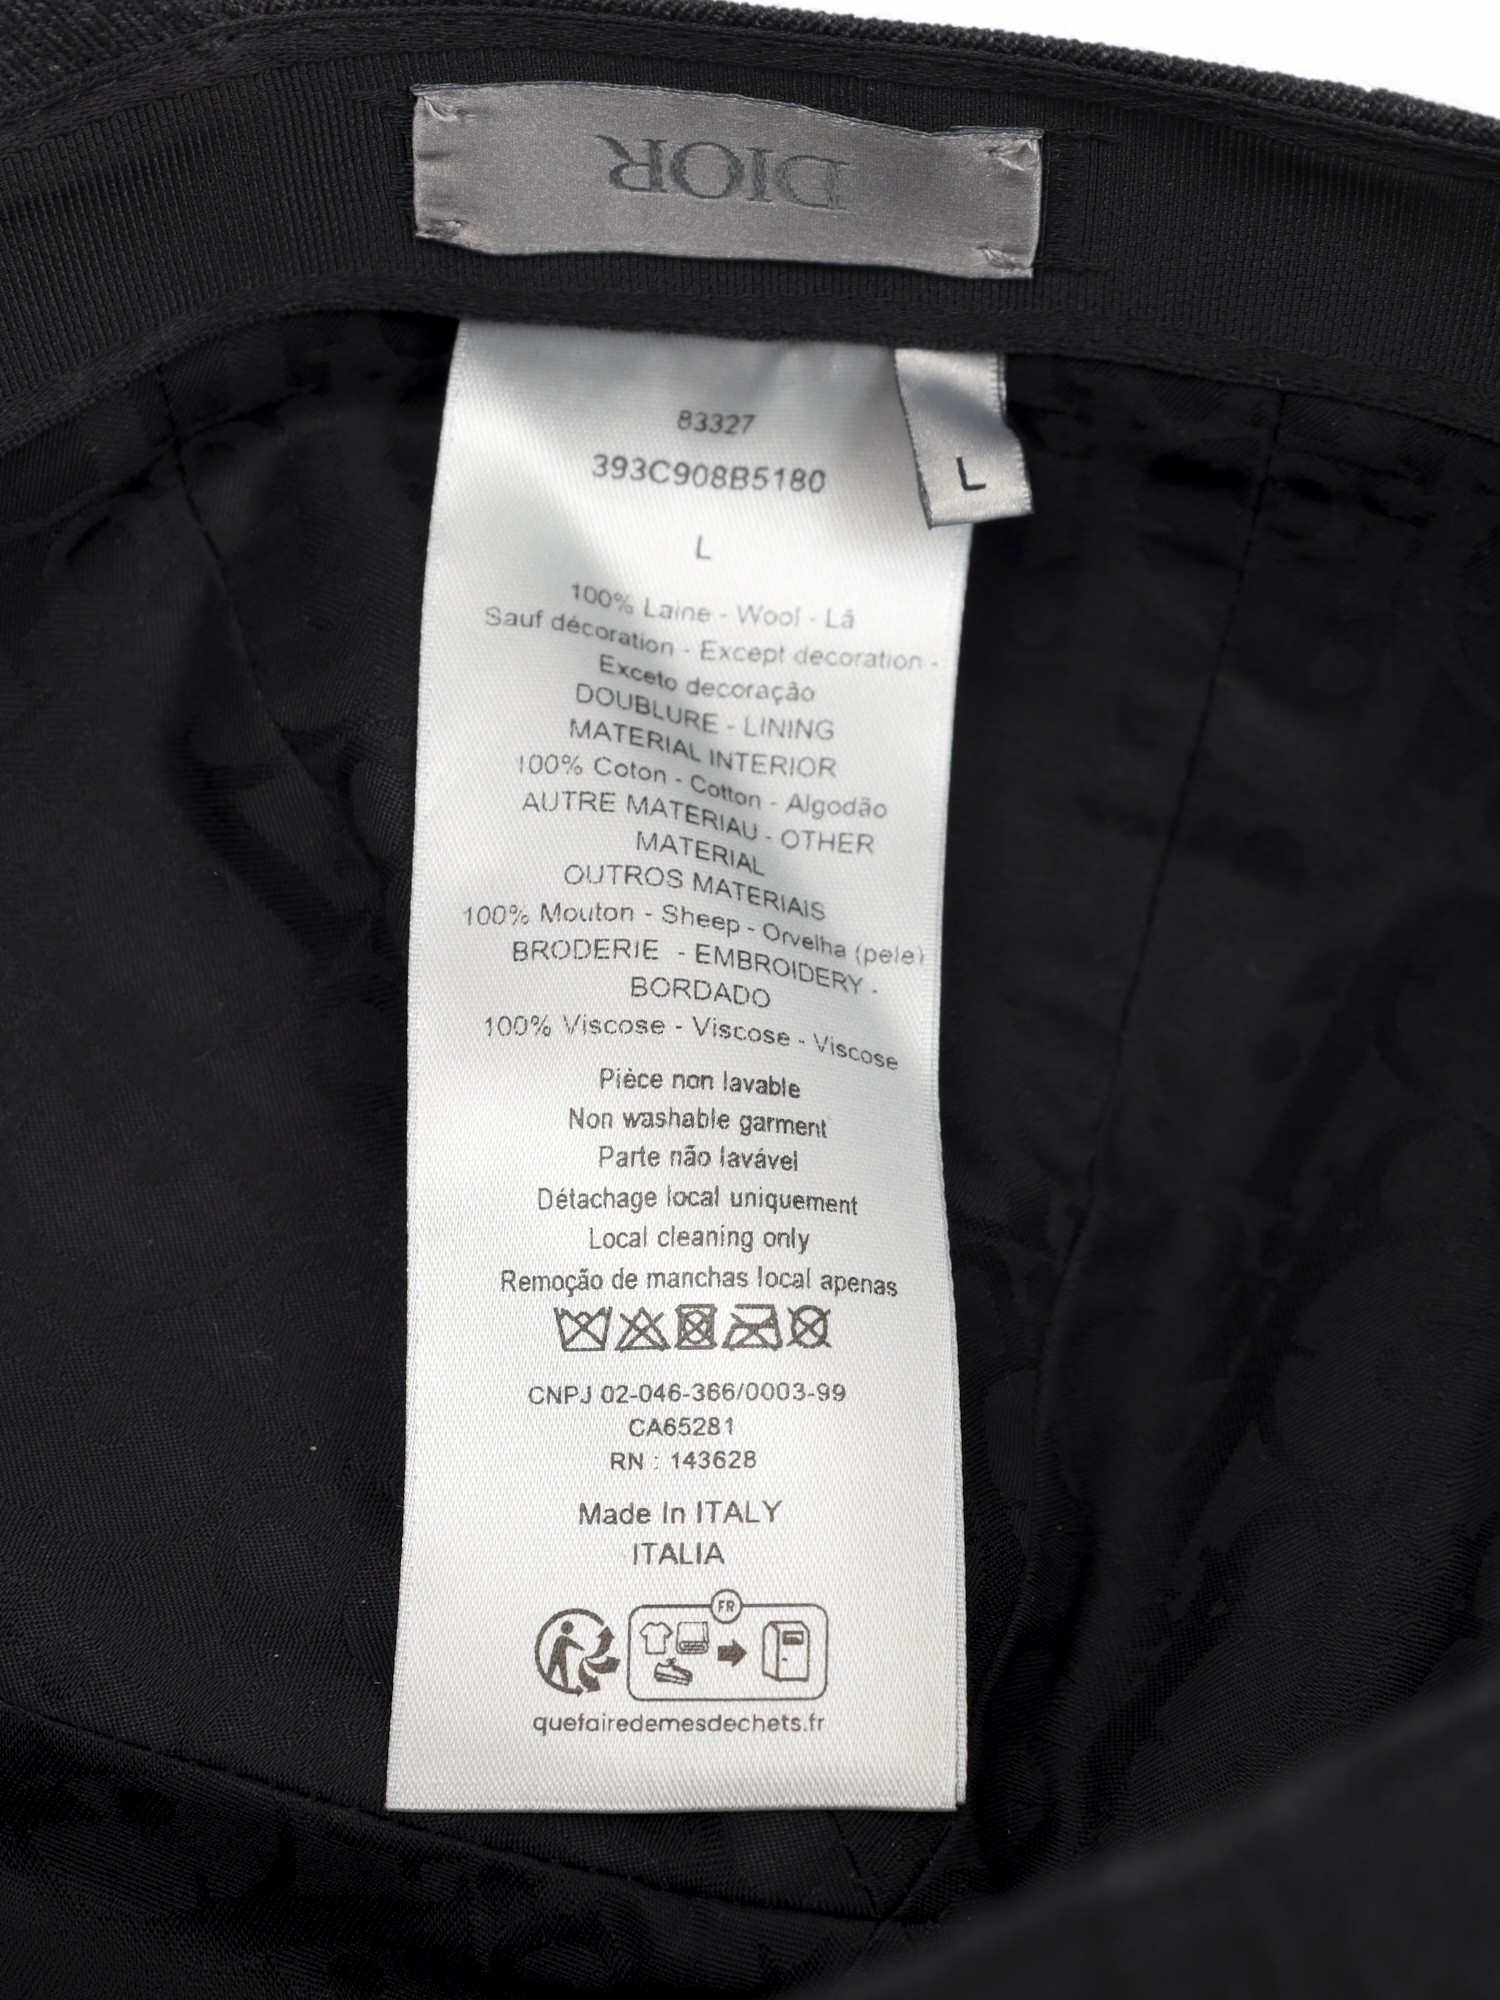 DIOR
L
83327
393C908B5180
L
100% Laine - Wool - Lã
Sauf décoration - Except decoration -
Exceto decoração
DOUBLURE - LINING
MATERIAL INTERIOR
100% Coton - Cotton - Algodão
AUTRE MATERIAU - OTHER
MATERIAL
OUTROS MATERIAIS
100% Mouton - Sheep - Orvelha (pele)
BRODERIE - EMBROIDERY -
BORDADO
100% Viscose - Viscose - Viscose
Pièce non lavable
Non washable garment
Parte não lavável
Détachage local uniquement
Local cleaning only
Remoção de manchas local apenas
CNPJ 02-046-366/0003-99
CA65281
RN : 143628
Made In ITALY
ITALIA
FR
quefairedemesdechets.fr